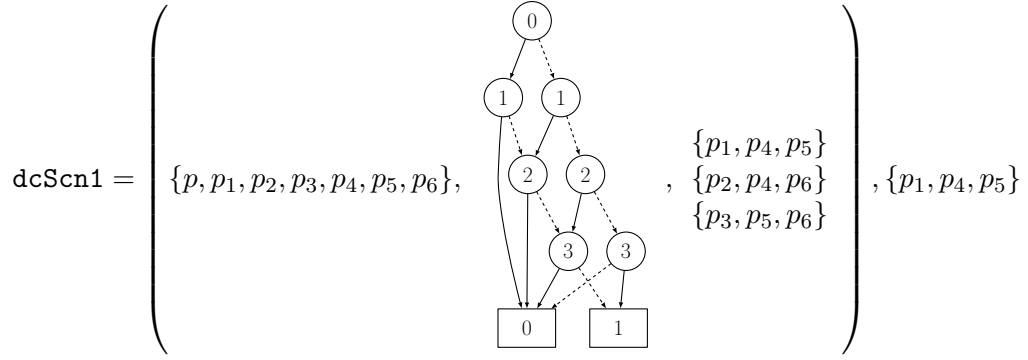 0
1 1
{p1, p4, p5}
dcScn1 = ( {p, p1, p2, p3, p4, p5, p6}, 2 2 , {p2, p4, p6} ) , {p1, p4, p5}
{p3, p5, p6}
3 3
0 1